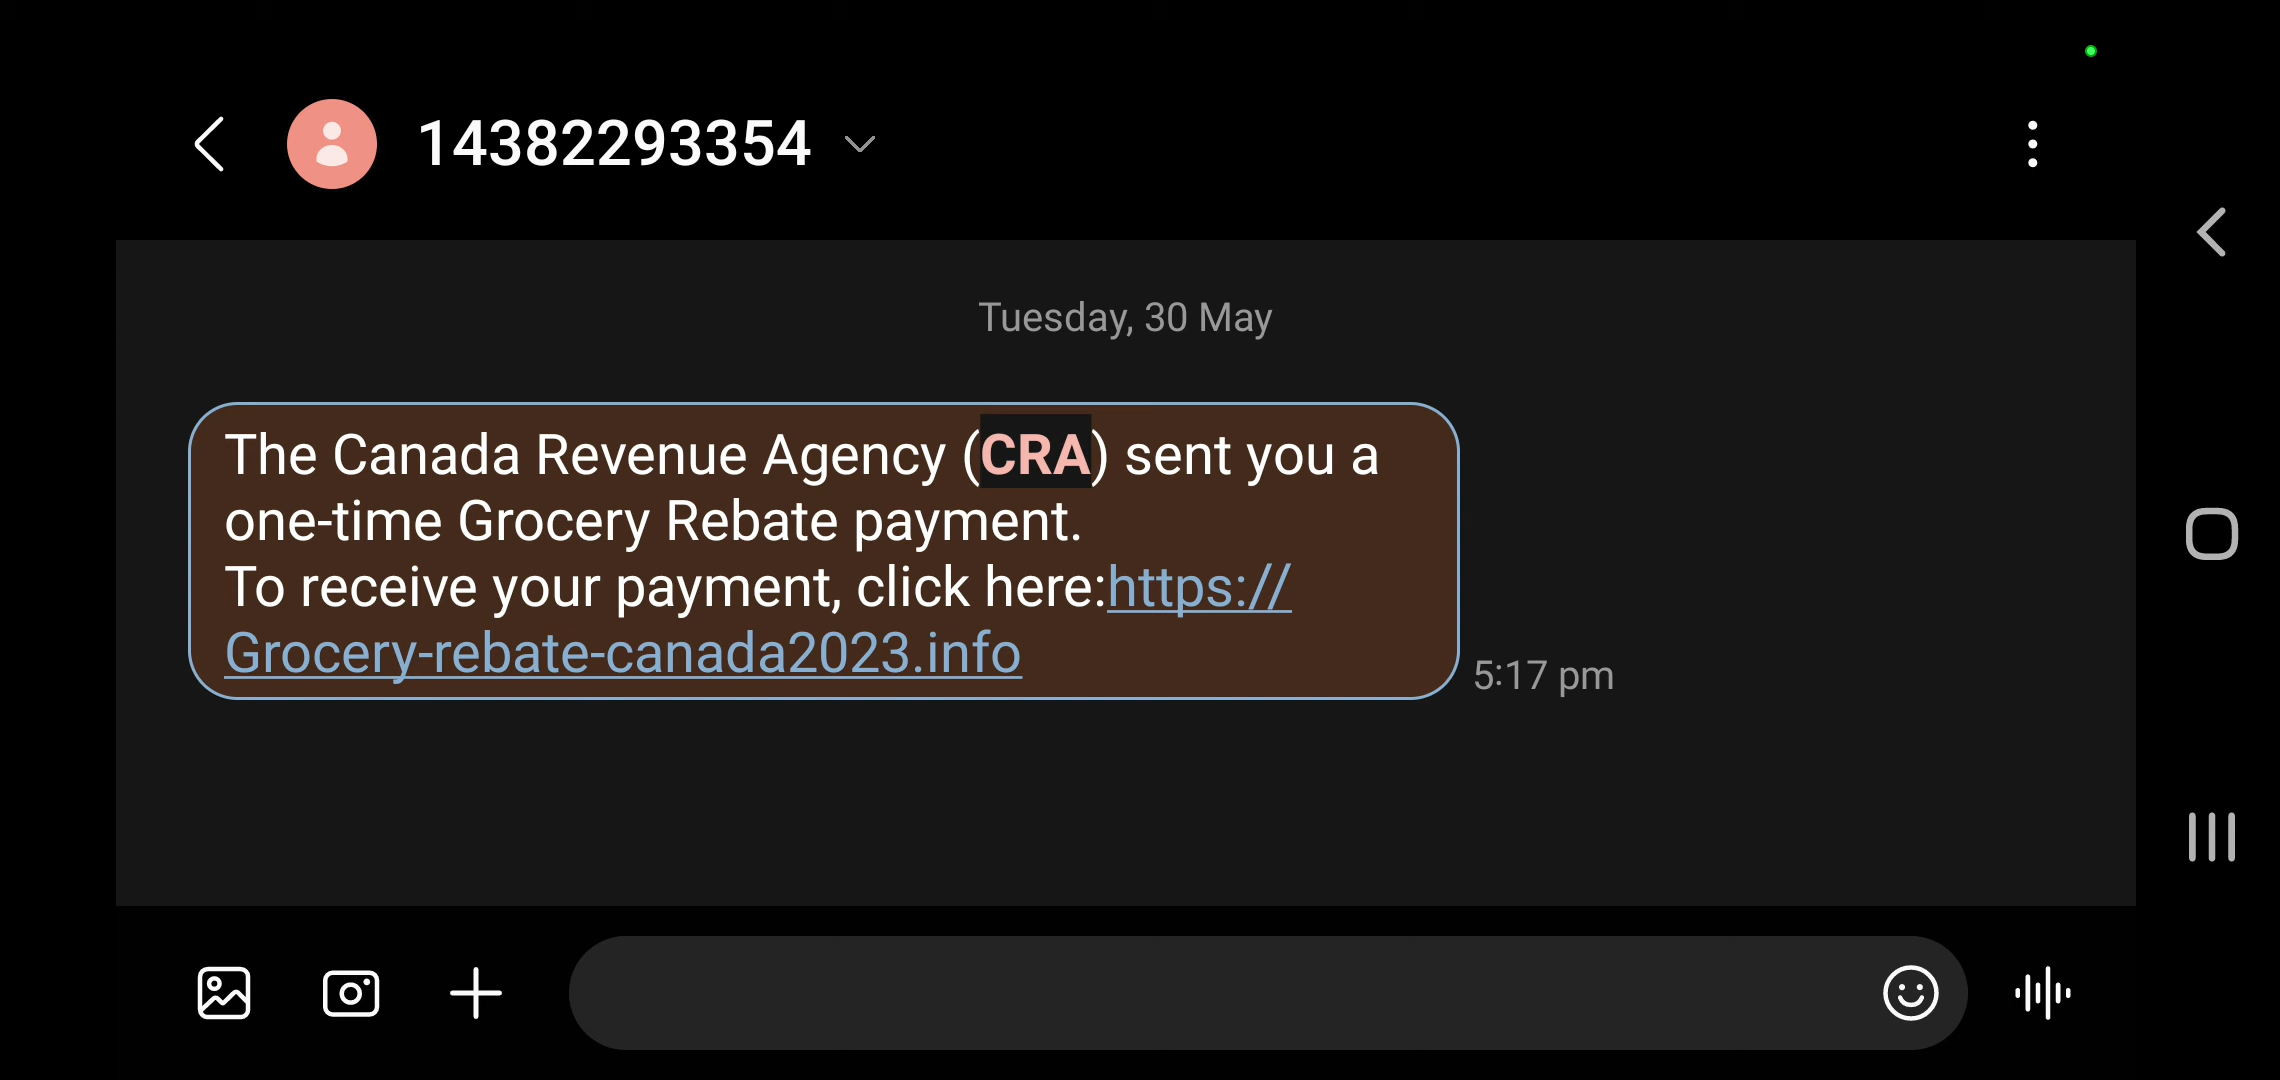 14382293354
Tuesday, 30 May
The Canada Revenue Agency (CRA) sent you a
one-time Grocery Rebate payment.
To receive your payment, click here:https://
Grocery-rebate-canada2023.info
5:17 pm